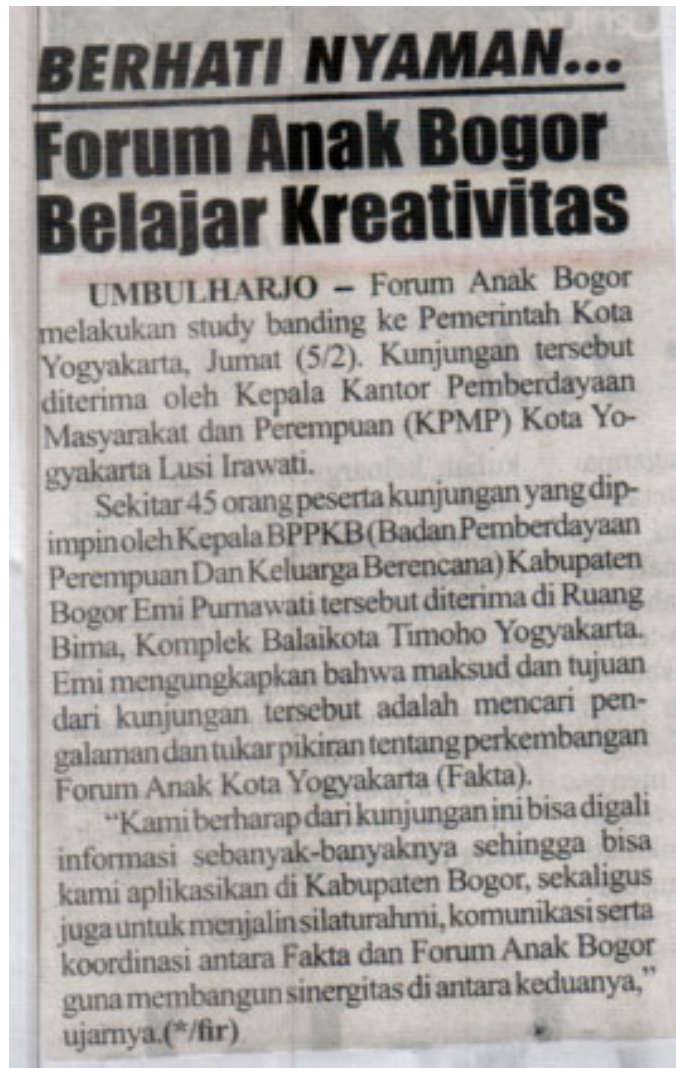 BERHATI NYAMAN...
Forum Anak Bogor
Belajar Kreativitas
UMBULHARJO – Forum Anak Bogor
melakukan study banding ke Pemerintah Kota
Yogyakarta, Jumat (5/2). Kunjungan tersebut
diterima oleh Kepala Kantor Pemberdayaan
Masyarakat dan Perempuan (KPMP) Kota Yo-
gyakarta Lusi Irawati.
Sekitar 45 orang peserta kunjungan yang dip-
impin oleh Kepala BPPKB (Badan Pemberdayaan
Perempuan Dan Keluarga Berencana) Kabupaten
Bogor Emi Purnawati tersebut diterima di Ruang
Bima, Komplek Balaikota Timoho Yogyakarta.
Emi mengungkapkan bahwa maksud dan tujuan
dari kunjungan tersebut adalah mencari pen-
galaman dan tukar pikiran tentang perkembangan
Forum Anak Kota Yogyakarta (Fakta).
“Kami berharap dari kunjungan ini bisa digali
informasi sebanyak-banyaknya sehingga bisa
kami aplikasikan di Kabupaten Bogor, sekaligus
juga untuk menjalin silaturahmi, komunikasi serta
koordinasi antara Fakta dan Forum Anak Bogor
guna membangun sinergitas di antara keduanya,”
ujarnya.(*/fir)